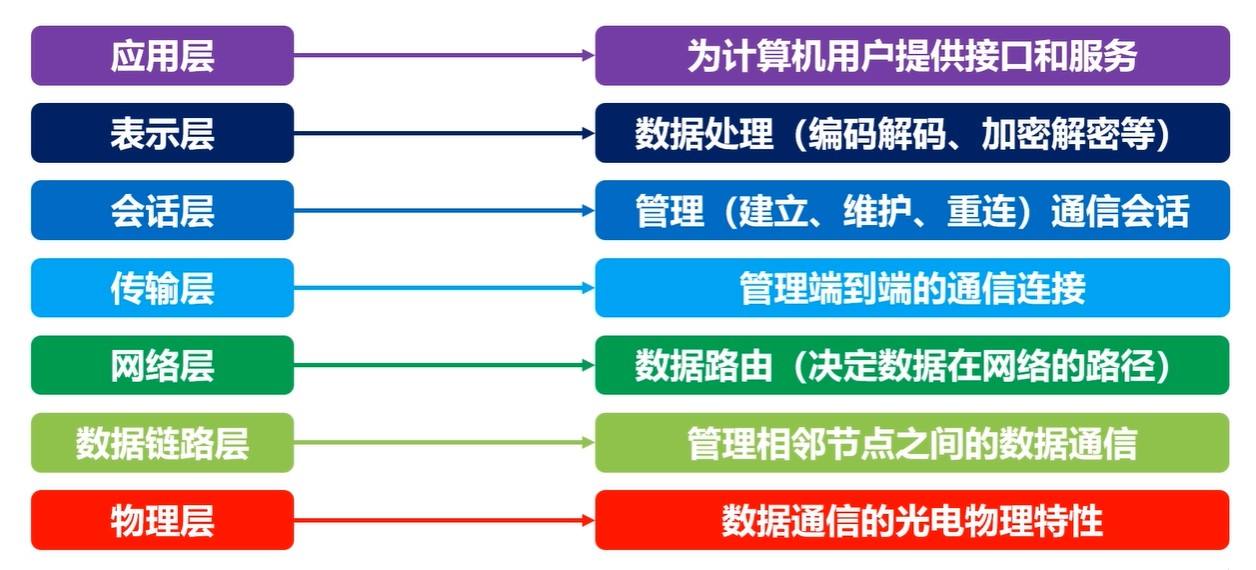 应用层
为计算机用户提供接口和服务
表示层
数据处理（编码解码、加密解密等）
会话层
管理（建立、维护、重连）通信会话
传输层
管理端到端的通信连接
网络层
数据路由（决定数据在网络的路径）
数据链路层
管理相邻节点之间的数据通信
物理层
数据通信的光电物理特性